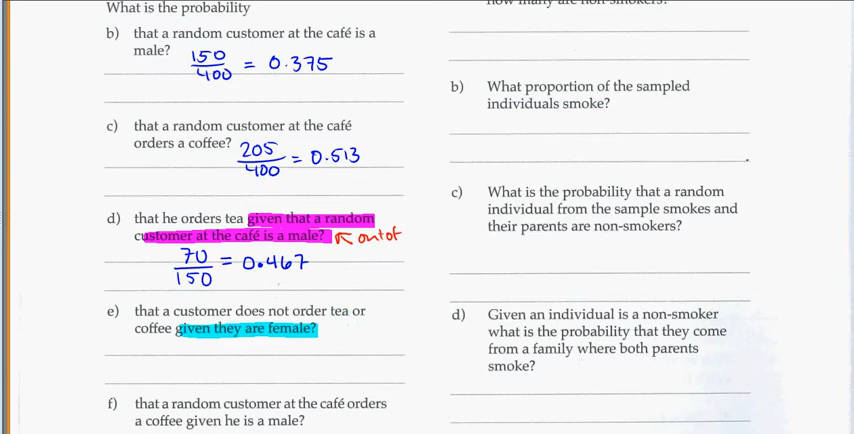 What is the probability
b) that a random customer at the café is a
male? 150/400 = 0.375
c) that a random customer at the café
orders a coffee? 205/400 = 0.513
d) that he orders tea given that a random
customer at the café is a male? ↖ out of
70/150 = 0.467
e) that a customer does not order tea or
coffee given they are female?
f) that a random customer at the café orders
a coffee given he is a male?
how many are non-smokers?
b) What proportion of the sampled
individuals smoke?
c) What is the probability that a random
individual from the sample smokes and
their parents are non-smokers?
d) Given an individual is a non-smoker
what is the probability that they come
from a family where both parents
smoke?